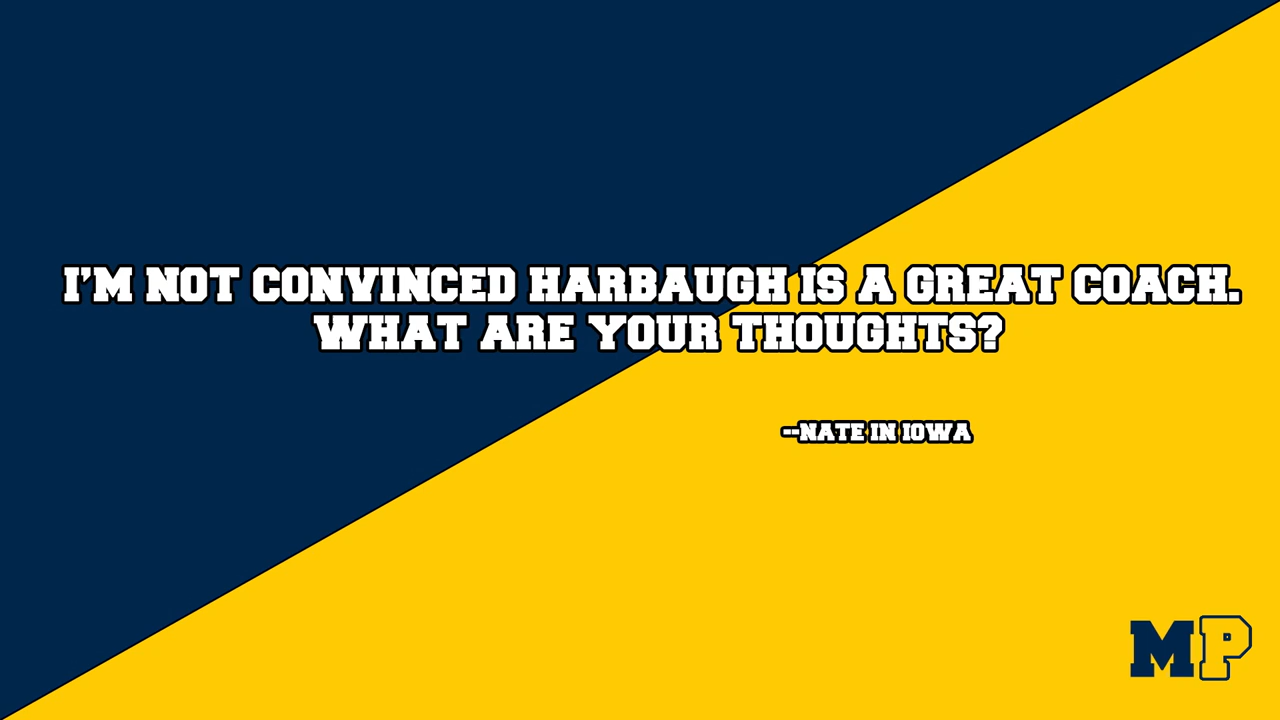 I'M NOT CONVINCED HARBAUGH IS A GREAT COACH.
WHAT ARE YOUR THOUGHTS?
--NATE IN IOWA
MP